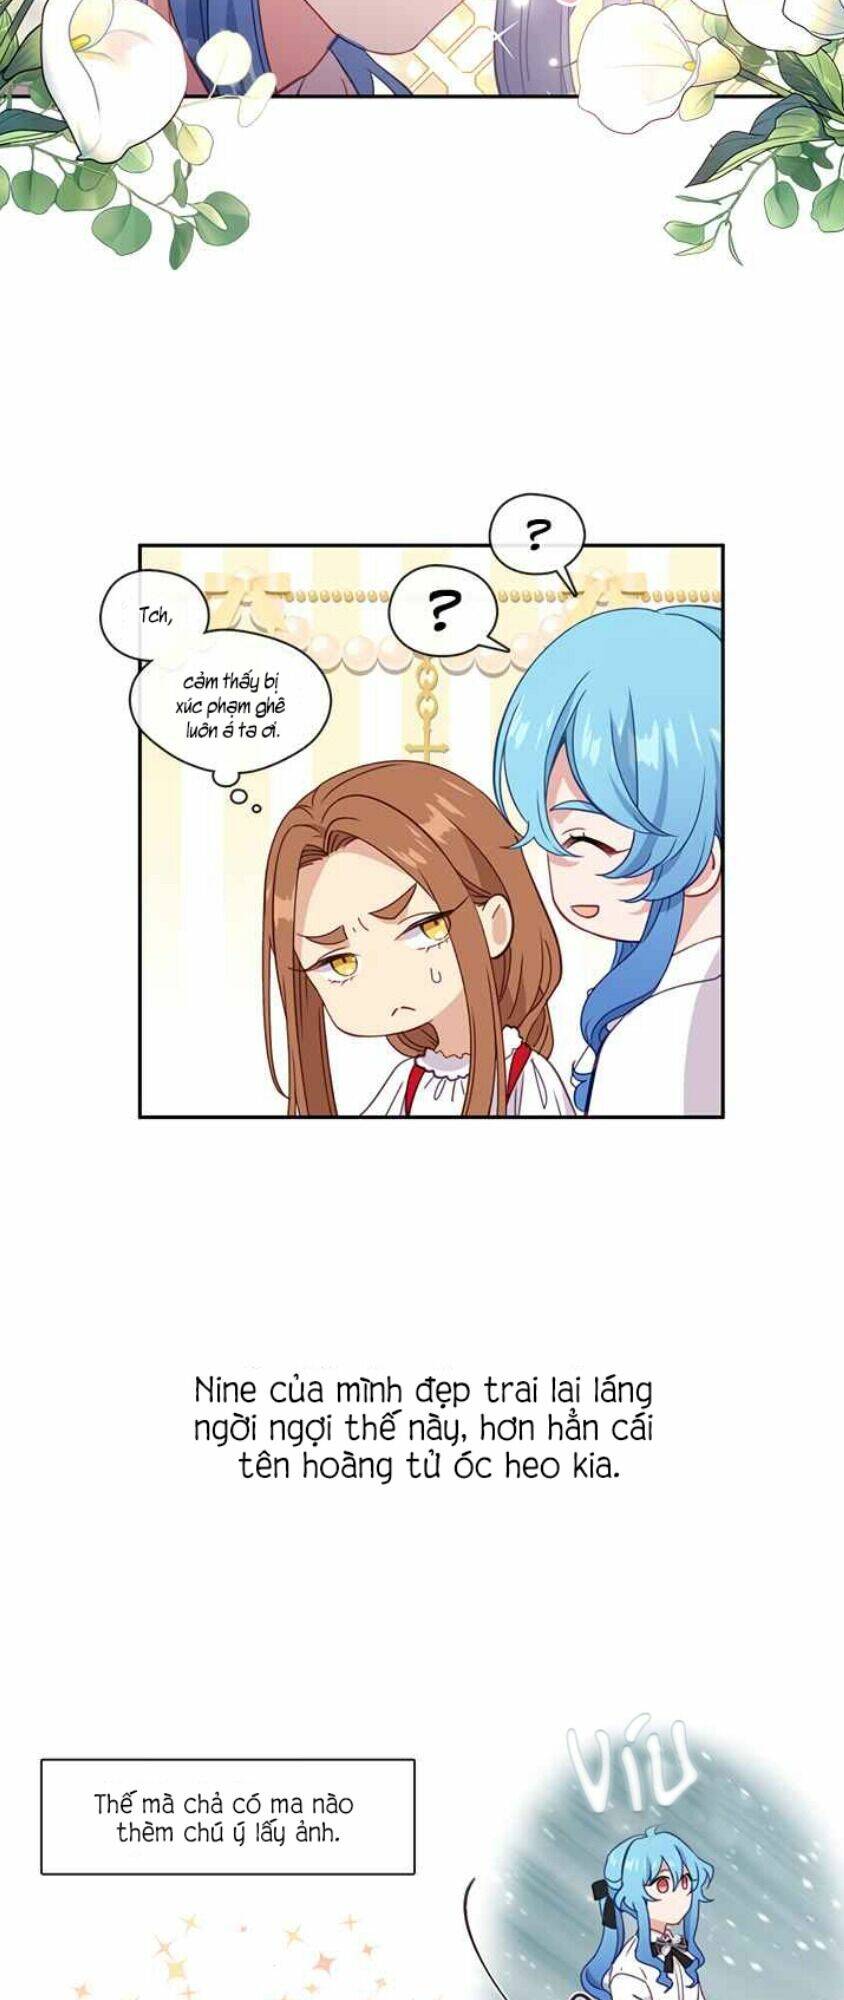 ?
?
Tch,
cảm thấy bị
xúc phạm ghê
luôn á ta ơi.
Nine của mình đẹp trai lai láng
ngời ngợi thế này, hơn hẳn cái
tên hoàng tử óc heo kia.
VÍU
Thế mà chả có ma nào
thèm chú ý lấy ảnh.